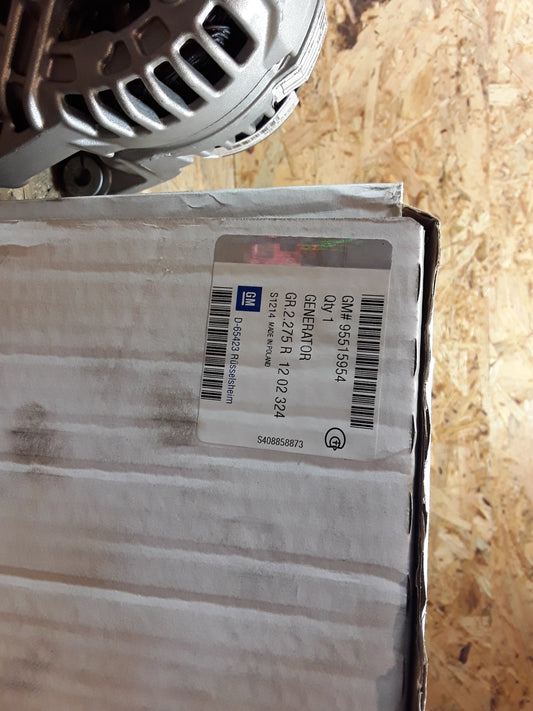 GM# 95515954
Qty 1
GENERATOR
GR.2.275 R 12 02 324
S1214 MADE IN POLAND
GM
D-65423 Rüsselsheim
S408858873